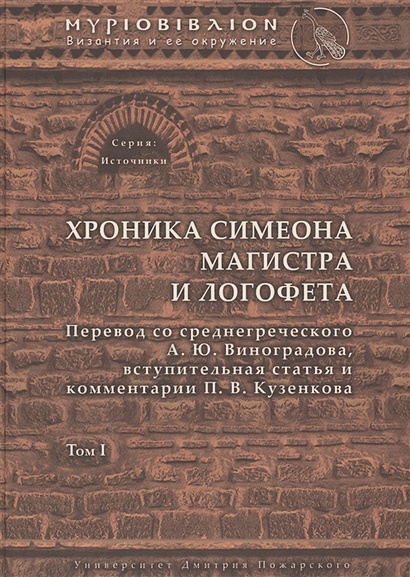 ΜΥΡΙΟΒΙΒΛΙΟΝ
Византия и ее окружение
Серия:
Источники
ХРОНИКА СИМЕОНА
МАГИСТРА
И ЛОГОФЕТА
Перевод со среднегреческого
А. Ю. Виноградова,
вступительная статья и
комментарии П. В. Кузенкова
Том I
Университет Дмитрия Пожарского